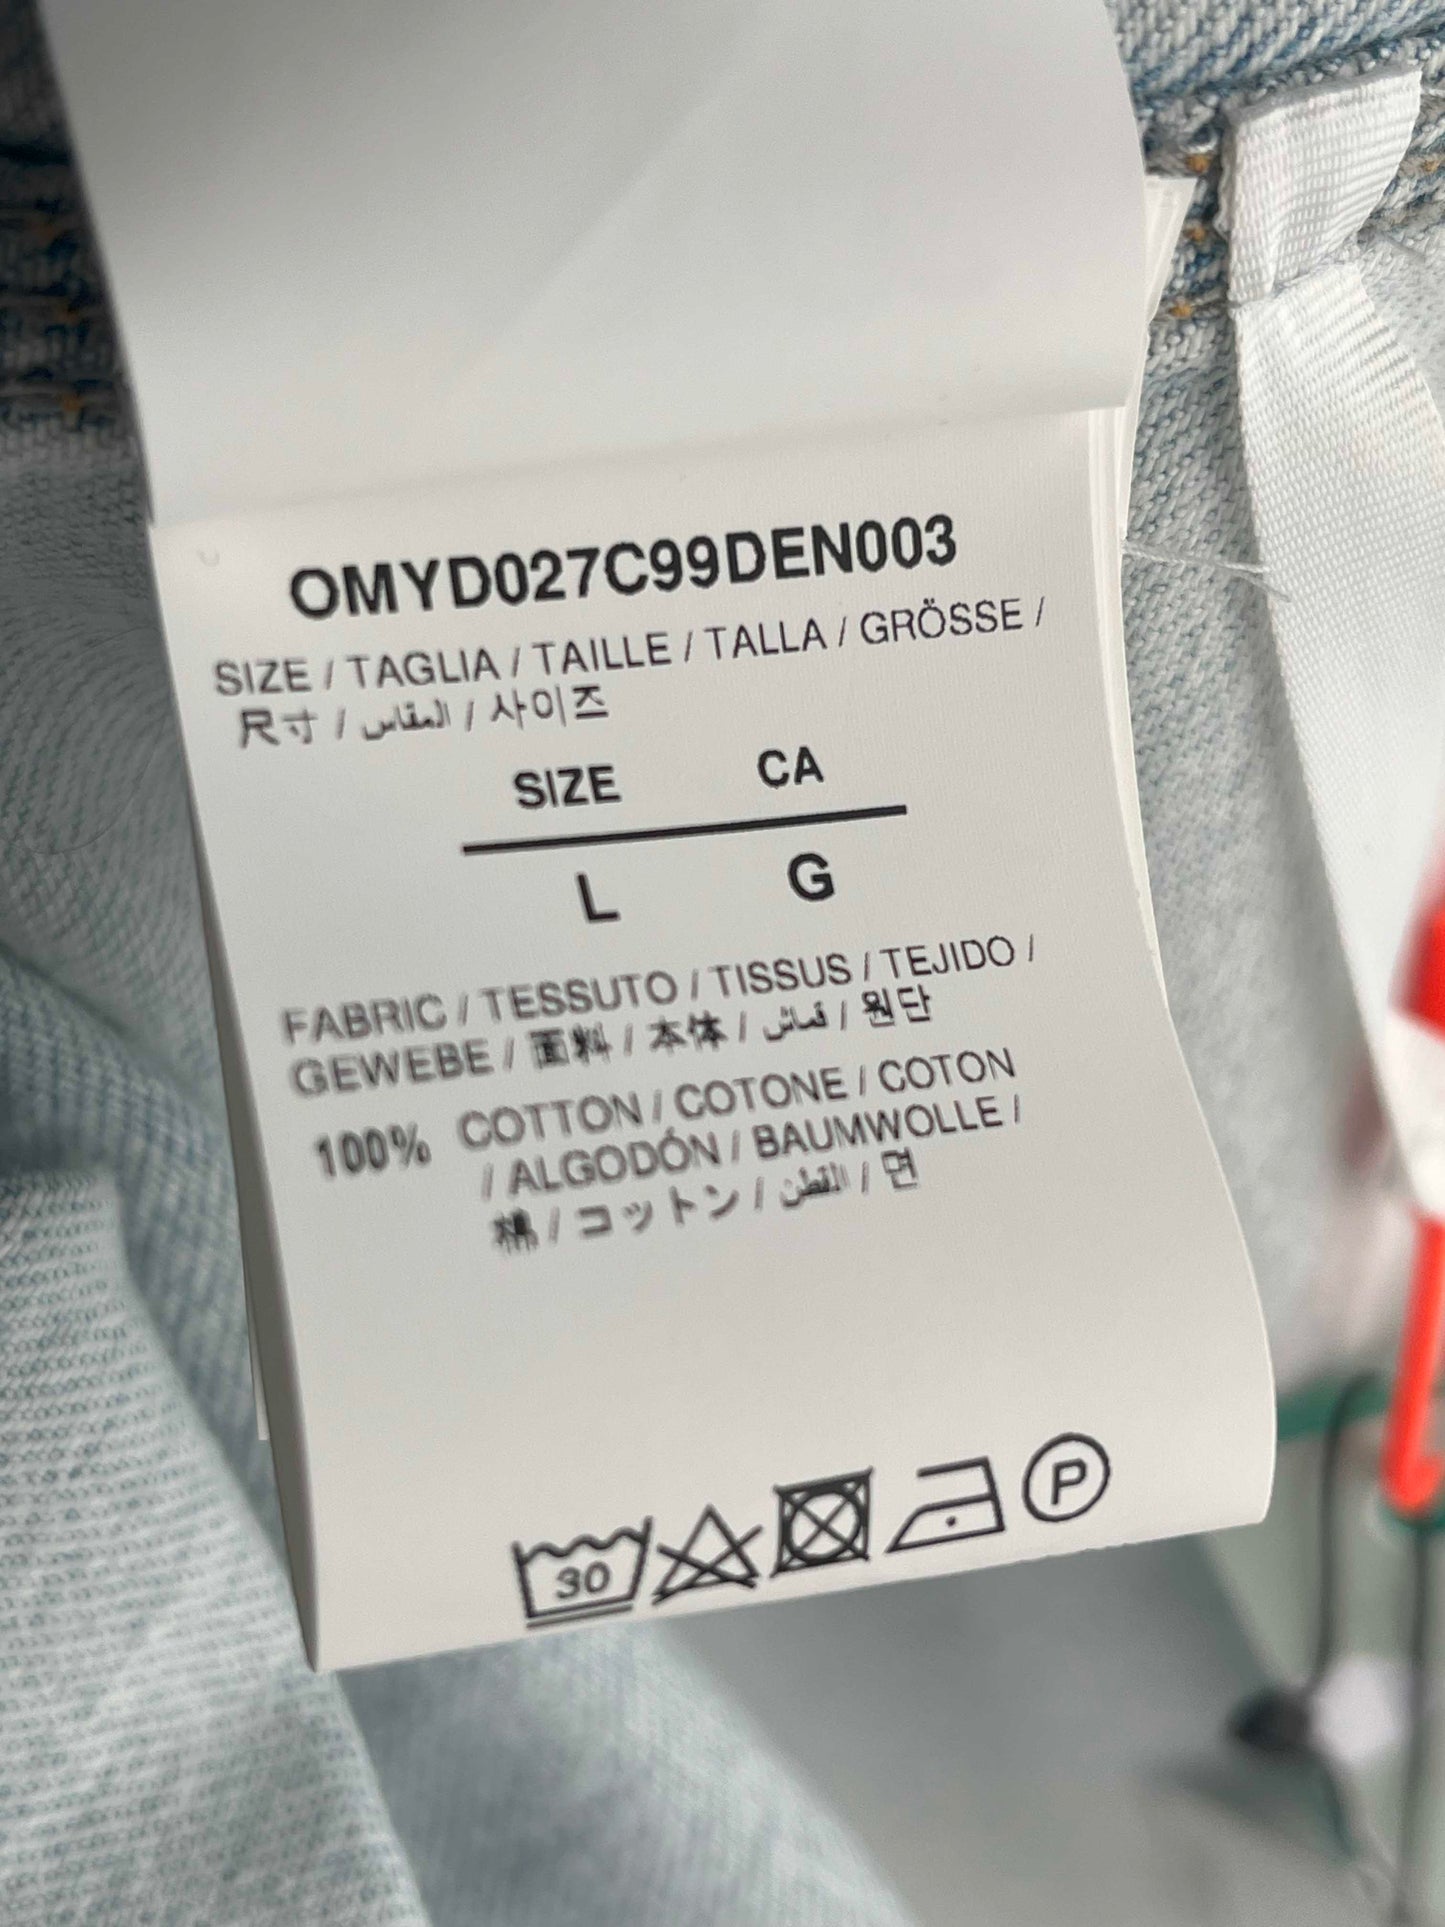 OMYD027C99DEN003
SIZE / TAGLIA / TAILLE / TALLA / GRÖSSE /
尺寸 / المقاس / 사이즈
SIZE CA
L G
FABRIC / TESSUTO / TISSUS / TEJIDO /
GEWEBE / 面料 / 本体 / قماش / 원단
100% COTTON / COTONE / COTON
/ ALGODÓN / BAUMWOLLE /
棉 / コットン / القطن / 면
30
P